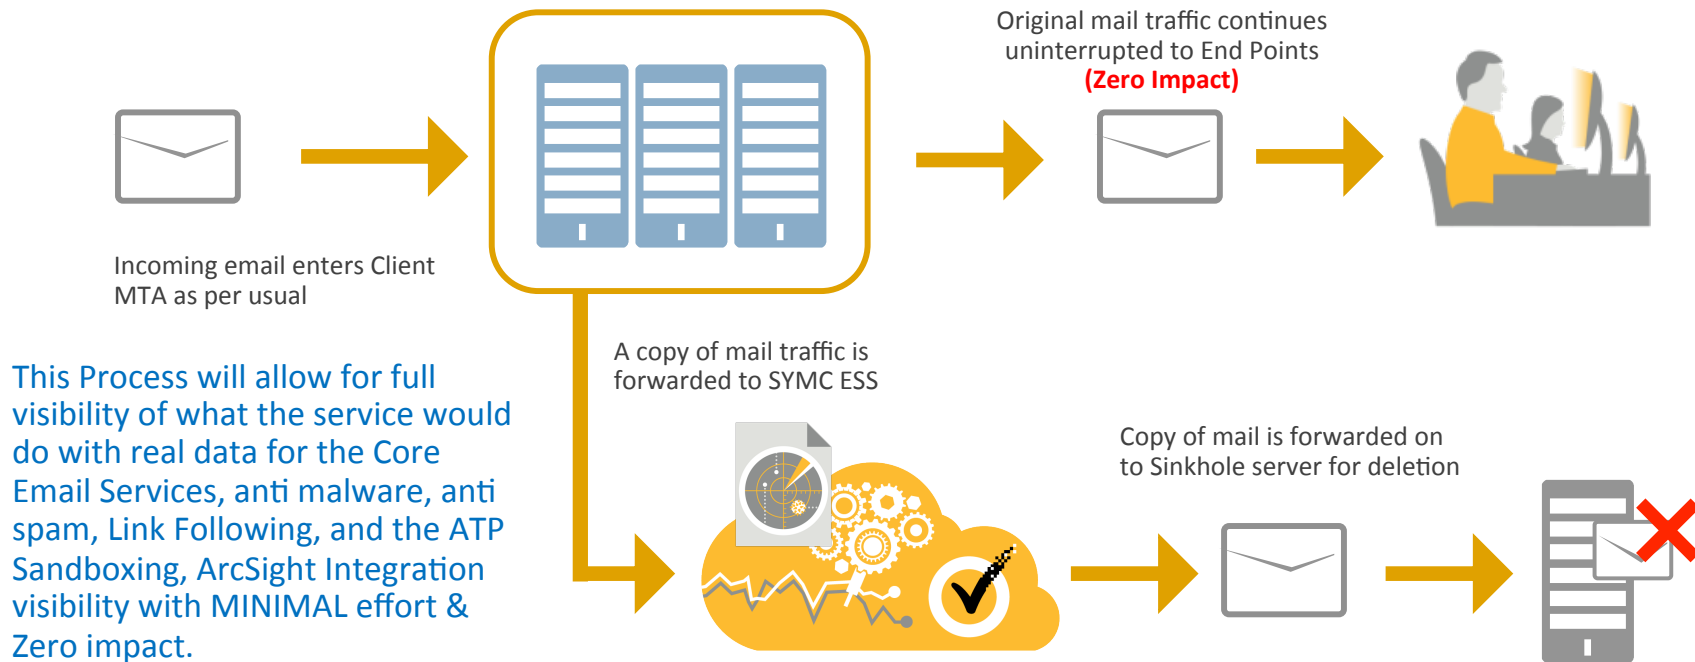 Original mail traffic continues
uninterrupted to End Points
(Zero Impact)
Incoming email enters Client
MTA as per usual
A copy of mail traffic is
forwarded to SYMC ESS
This Process will allow for full
visibility of what the service would
do with real data for the Core
Email Services, anti malware, anti
spam, Link Following, and the ATP
Sandboxing, ArcSight Integration
visibility with MINIMAL effort &
Zero impact.
Copy of mail is forwarded on
to Sinkhole server for deletion